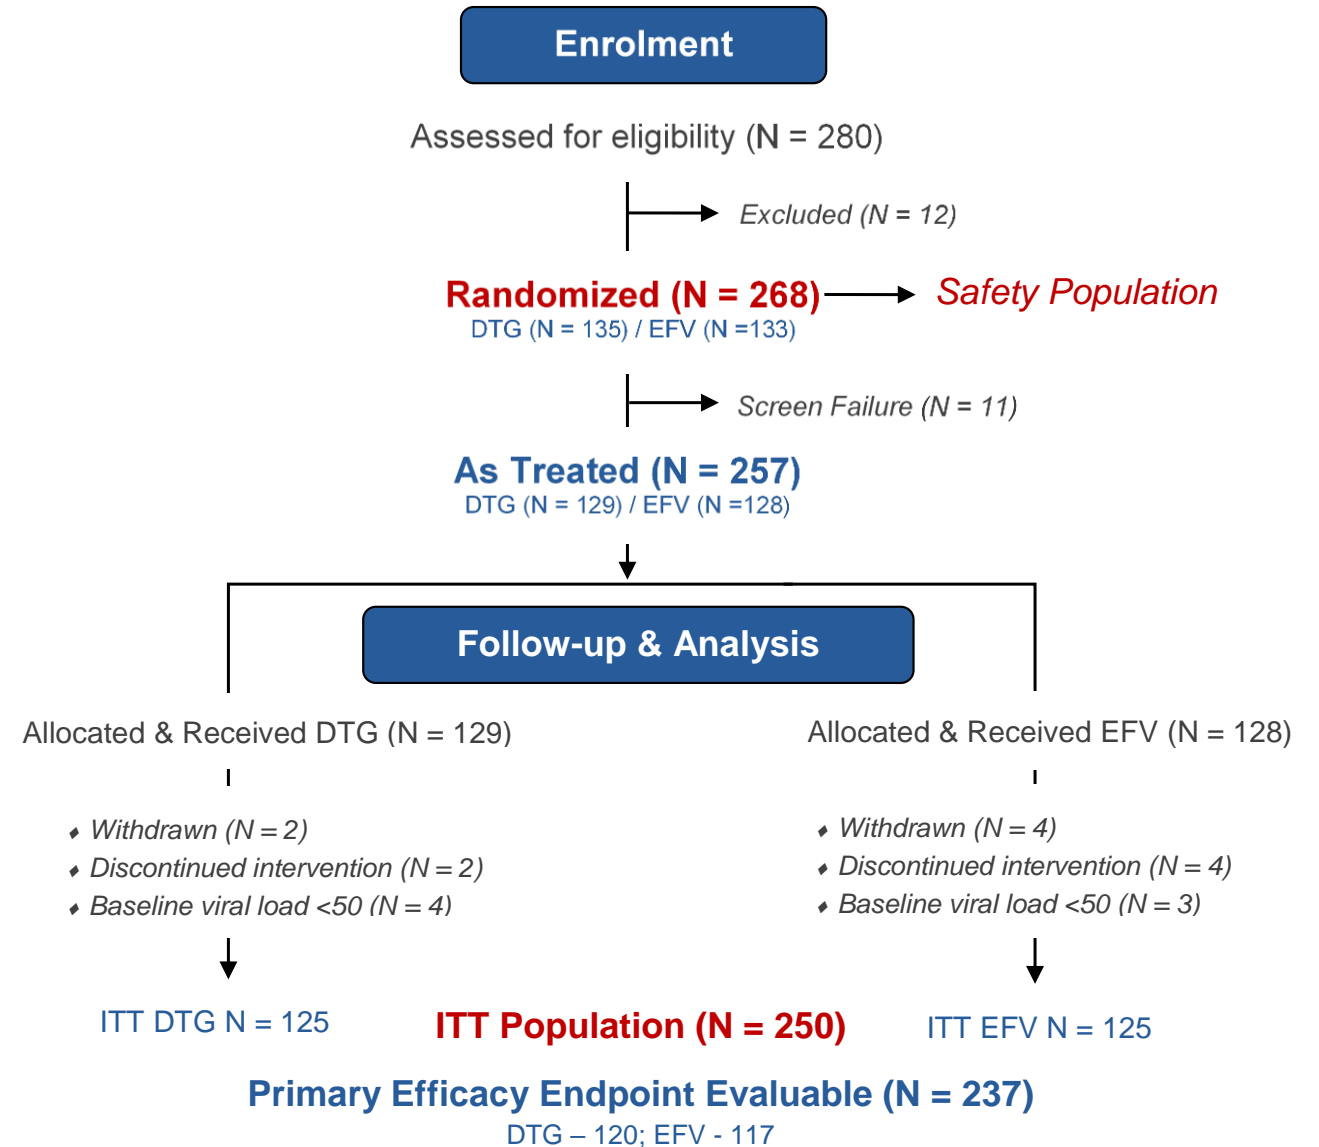 Enrolment
Assessed for eligibility (N = 280)
Excluded (N = 12)
Randomized (N = 268)
Safety Population
DTG (N = 135) / EFV (N =133)
Screen Failure (N = 11)
As Treated (N = 257)
DTG (N = 129) / EFV (N =128)
Follow-up & Analysis
Allocated & Received DTG (N = 129)
♦ Withdrawn (N = 2)
♦ Discontinued intervention (N = 2)
♦ Baseline viral load <50 (N = 4)
Allocated & Received EFV (N = 128)
♦ Withdrawn (N = 4)
♦ Discontinued intervention (N = 4)
♦ Baseline viral load <50 (N = 3)
ITT DTG N = 125
ITT Population (N = 250)
ITT EFV N = 125
Primary Efficacy Endpoint Evaluable (N = 237)
DTG – 120; EFV - 117